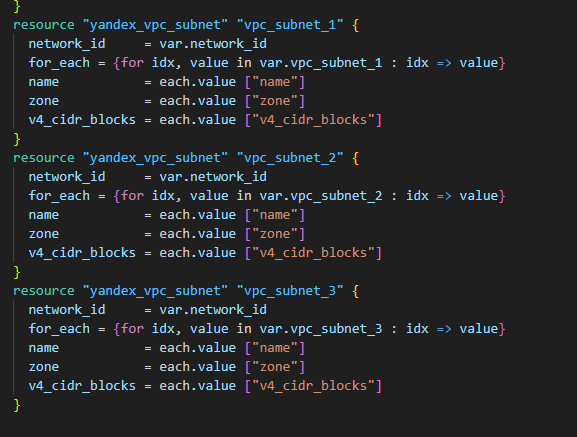 }
resource "yandex_vpc_subnet" "vpc_subnet_1" {
  network_id     = var.network_id
  for_each = {for idx, value in var.vpc_subnet_1 : idx => value}
  name           = each.value ["name"]
  zone           = each.value ["zone"]
  v4_cidr_blocks = each.value ["v4_cidr_blocks"]
}
resource "yandex_vpc_subnet" "vpc_subnet_2" {
  network_id     = var.network_id
  for_each = {for idx, value in var.vpc_subnet_2 : idx => value}
  name           = each.value ["name"]
  zone           = each.value ["zone"]
  v4_cidr_blocks = each.value ["v4_cidr_blocks"]
}
resource "yandex_vpc_subnet" "vpc_subnet_3" {
  network_id     = var.network_id
  for_each = {for idx, value in var.vpc_subnet_3 : idx => value}
  name           = each.value ["name"]
  zone           = each.value ["zone"]
  v4_cidr_blocks = each.value ["v4_cidr_blocks"]
}